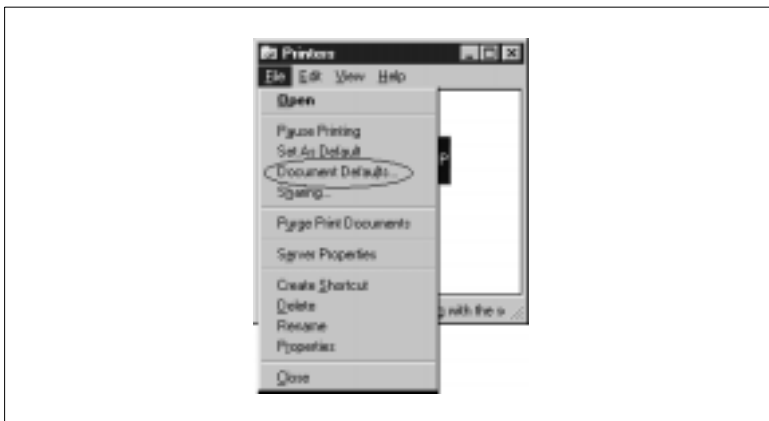 Printers
File Edit View Help
Open
Pause Printing
Set As Default
Document Defaults...
Sharing...
Purge Print Documents
Server Properties
Create Shortcut
Delete
Rename
Properties
Close
P
with the